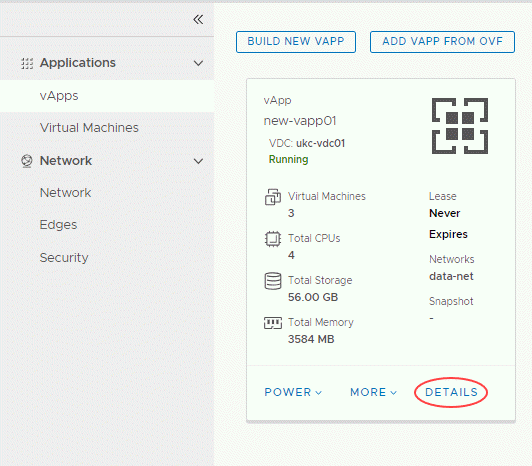 Applications
vApps
Virtual Machines
Network
Network
Edges
Security
BUILD NEW VAPP
ADD VAPP FROM OVF
vApp
new-vapp01
VDC: ukc-vdc01
Running
Virtual Machines
3
Total CPUs
4
Total Storage
56.00 GB
Total Memory
3584 MB
Lease
Never
Expires
Networks
data-net
Snapshot
-
POWER
MORE
DETAILS